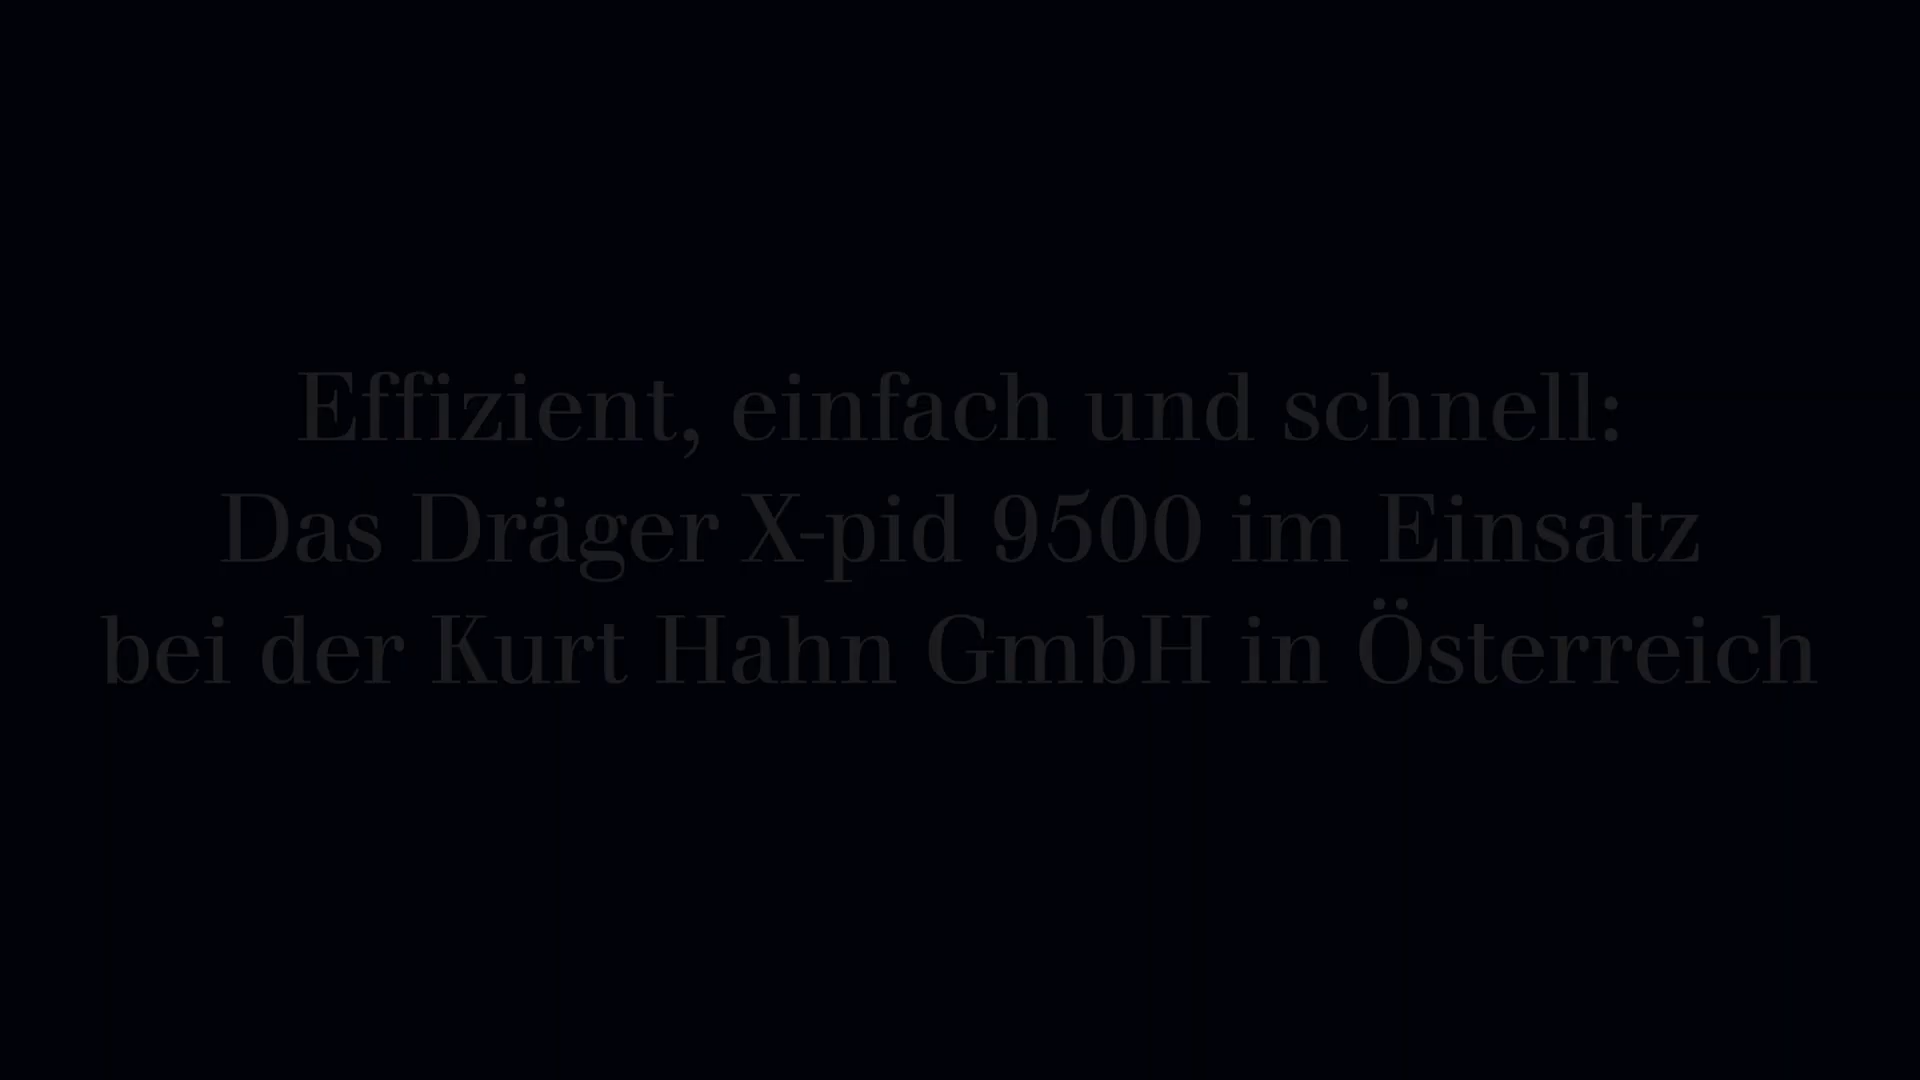 Effizient, einfach und schnell:
Das Dräger X-pid 9500 im Einsatz
bei der Kurt Hahn GmbH in Österreich